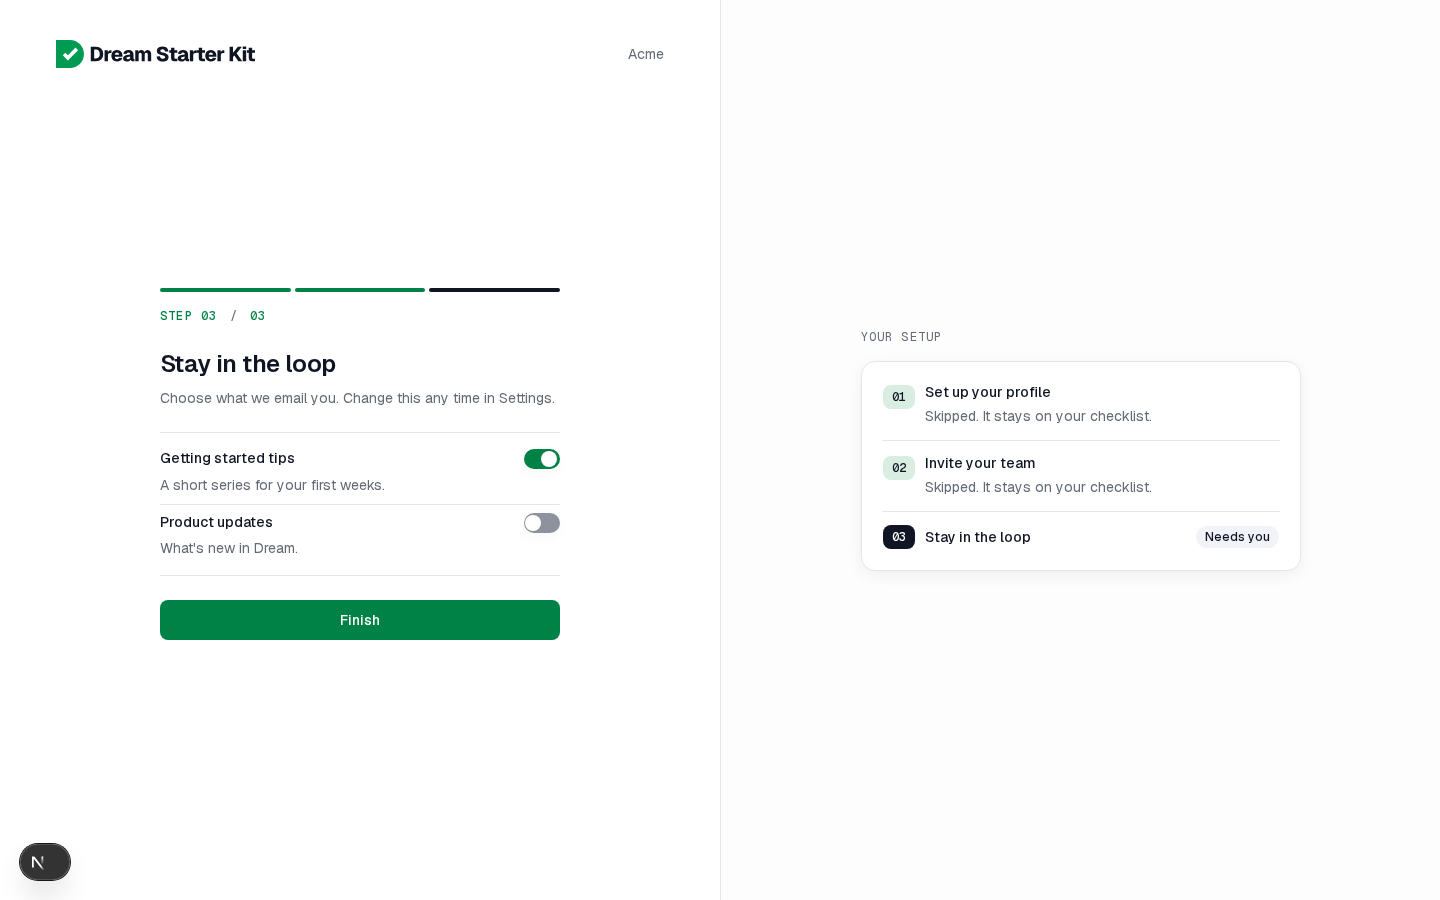 Dream Starter Kit
Acme
STEP 03 / 03
Stay in the loop
Choose what we email you. Change this any time in Settings.
Getting started tips
A short series for your first weeks.
Product updates
What's new in Dream.
Finish
YOUR SETUP
01 Set up your profile
Skipped. It stays on your checklist.
02 Invite your team
Skipped. It stays on your checklist.
03 Stay in the loop Needs you
N